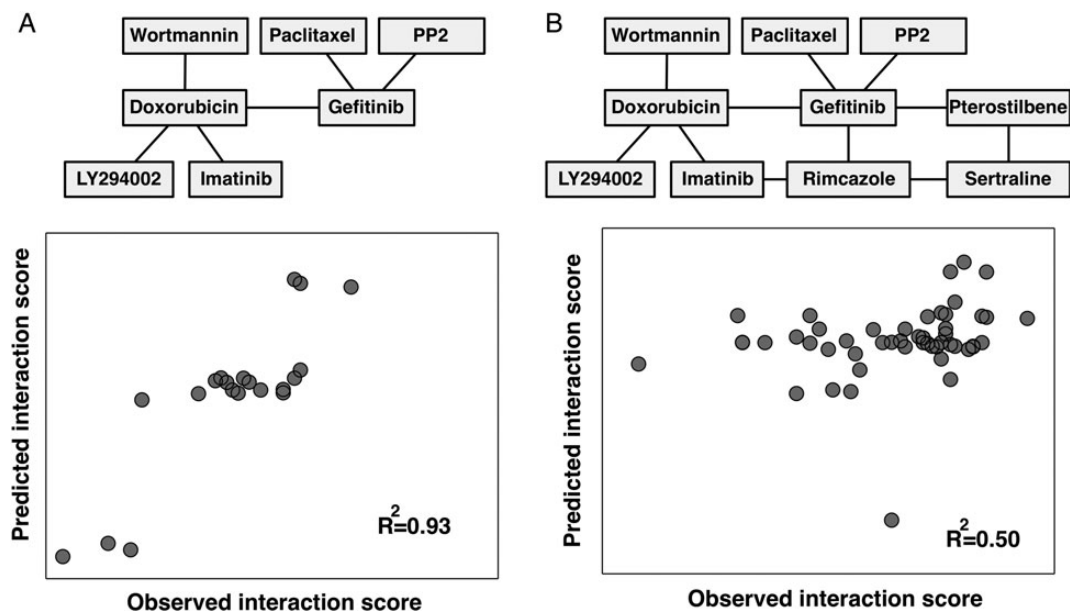 A
Wortmannin Paclitaxel PP2
Doxorubicin Gefitinib
LY294002 Imatinib
Predicted interaction score
R2=0.93
Observed interaction score
B
Wortmannin Paclitaxel PP2
Doxorubicin Gefitinib Pterostilbene
LY294002 Imatinib Rimcazole Sertraline
Predicted interaction score
R2=0.50
Observed interaction score